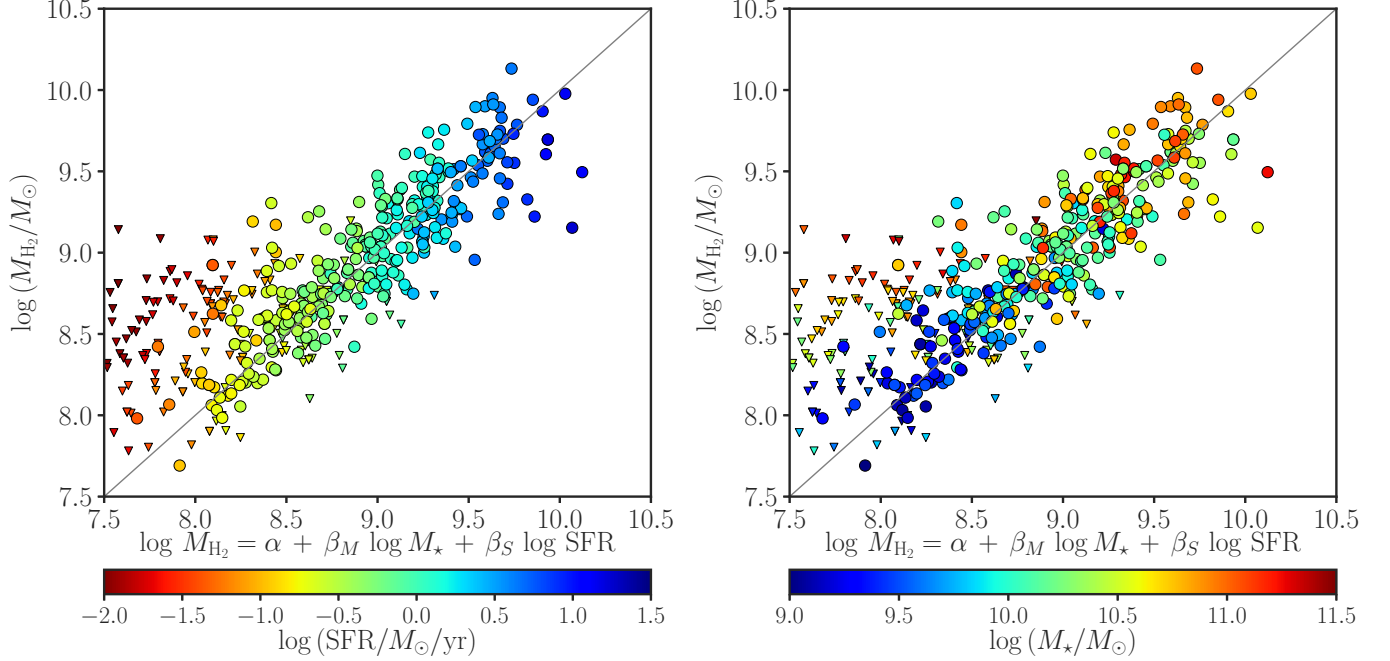 10.5
10.0
9.5
9.0
8.5
8.0
7.5
log (M_H₂/M_⊙)
7.5 8.0 8.5 9.0 9.5 10.0 10.5
log M_H₂ = α + β_M log M_⋆ + β_S log SFR
−2.0 −1.5 −1.0 −0.5 0.0 0.5 1.0 1.5
log (SFR/M_⊙/yr)
10.5
10.0
9.5
9.0
8.5
8.0
7.5
log (M_H₂/M_⊙)
7.5 8.0 8.5 9.0 9.5 10.0 10.5
log M_H₂ = α + β_M log M_⋆ + β_S log SFR
9.0 9.5 10.0 10.5 11.0 11.5
log (M_⋆/M_⊙)